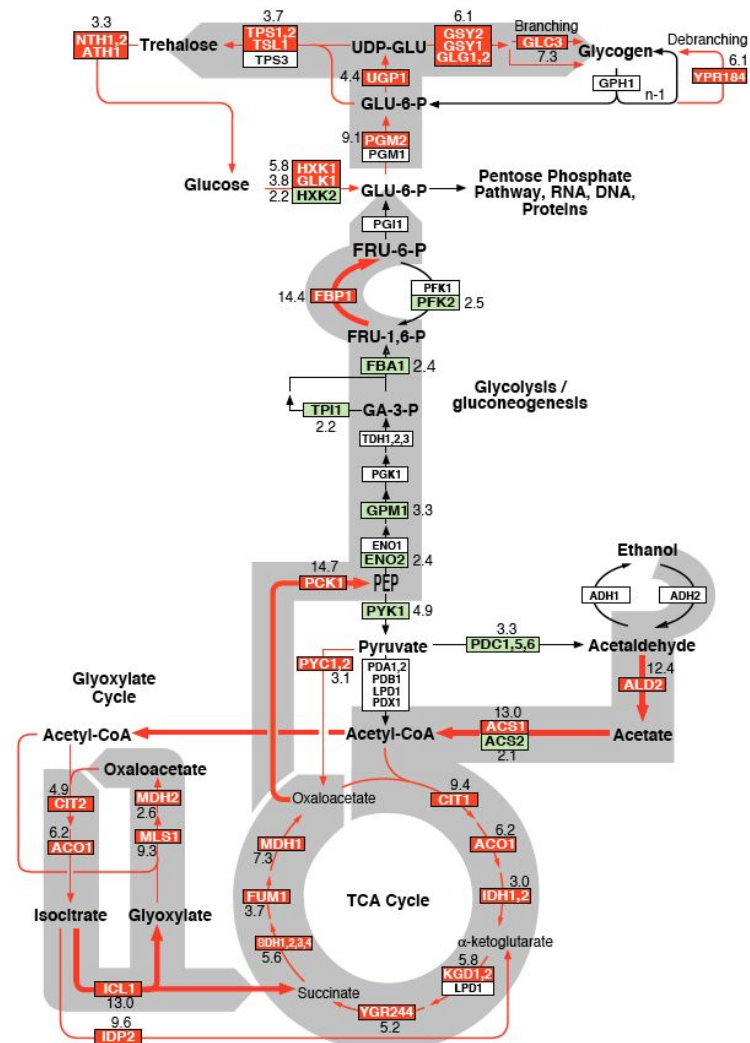 3.3
NTH1,2
ATH1
Trehalose
3.7
TPS1,2
TSL1
TPS3
UDP-GLU
6.1
GSY2
GSY1
GLG1,2
Branching
GLC3
7.3
Glycogen
Debranching
6.1
YPR184
4.4
UGP1
GPH1
n-1
GLU-6-P
9.1
PGM2
PGM1
Glucose
5.8
3.8
2.2
HXK1
GLK1
HXK2
GLU-6-P
Pentose Phosphate
Pathway, RNA, DNA,
Proteins
PGI1
FRU-6-P
14.4
FBP1
PFK1
PFK2
2.5
FRU-1,6-P
FBA1
2.4
Glycolysis /
gluconeogenesis
TPI1
2.2
GA-3-P
TDH1,2,3
PGK1
GPM1
3.3
ENO1
ENO2
2.4
14.7
PCK1
PEP
PYK1
4.9
Ethanol
ADH1
ADH2
Pyruvate
3.3
PDC1,5,6
Acetaldehyde
PYC1,2
3.1
PDA1,2
PDB1
LPD1
PDX1
12.4
ALD2
Glyoxylate
Cycle
Acetyl-CoA
Acetyl-CoA
13.0
ACS1
ACS2
2.1
Acetate
Oxaloacetate
4.9
CIT2
MDH2
2.6
6.2
ACO1
MLS1
9.3
Isocitrate
Glyoxylate
ICL1
13.0
9.6
IDP2
Oxaloacetate
9.4
CIT1
MDH1
7.3
6.2
ACO1
FUM1
3.7
TCA Cycle
3.0
IDH1,2
SDH1,2,3,4
5.6
α-ketoglutarate
5.8
KGD1,2
LPD1
Succinate
YGR244
5.2